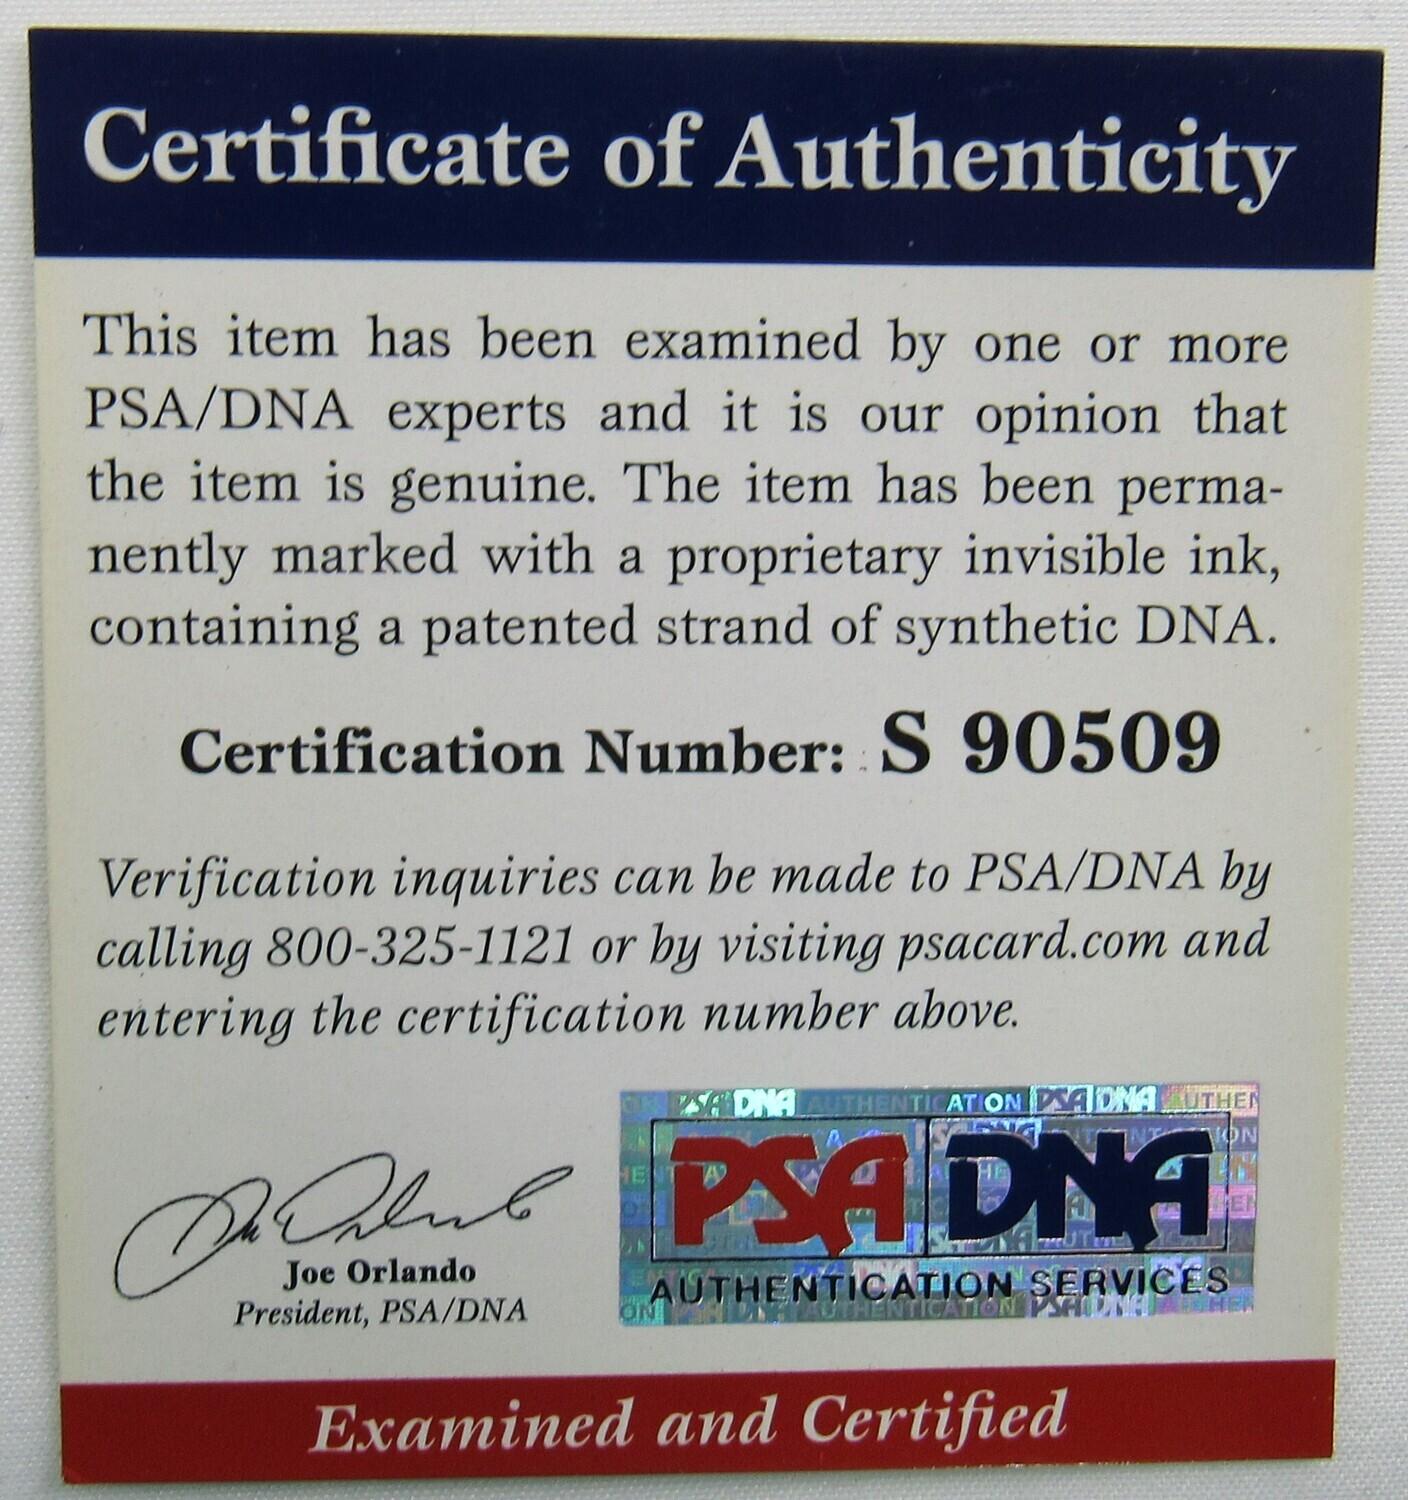 Certificate of Authenticity
This item has been examined by one or more
PSA/DNA experts and it is our opinion that
the item is genuine. The item has been perma-
nently marked with a proprietary invisible ink,
containing a patented strand of synthetic DNA.
Certification Number: S 90509
Verification inquiries can be made to PSA/DNA by
calling 800-325-1121 or by visiting psacard.com and
entering the certification number above.
Joe Orlando
President, PSA/DNA
PSA DNA
AUTHENTICATION SERVICES
Examined and Certified